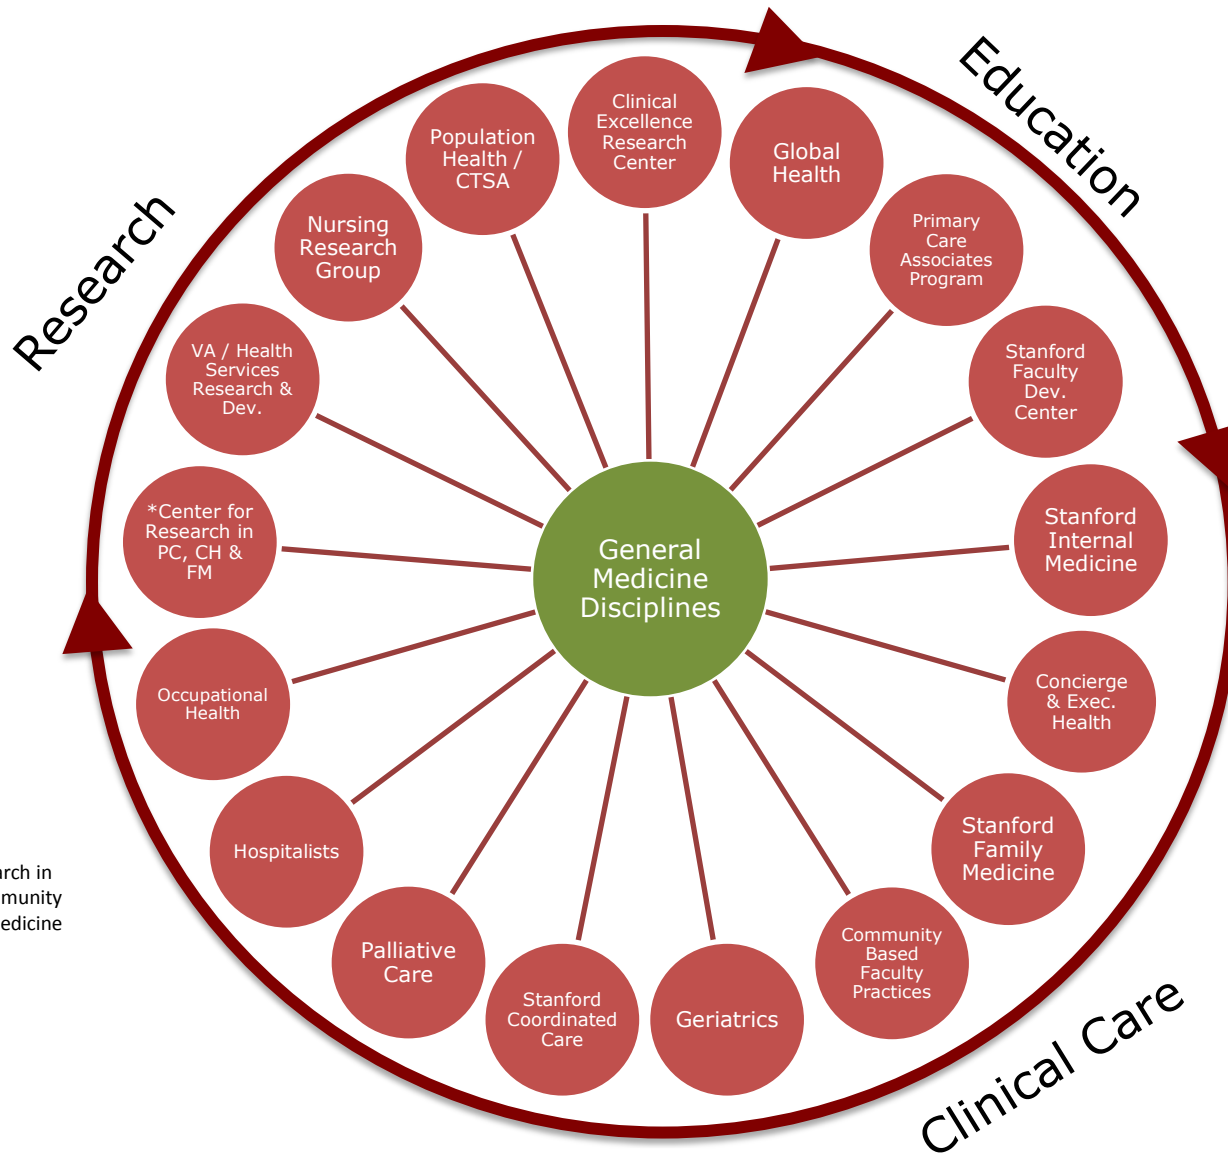 Education
Research
Clinical Care
Clinical
Excellence
Research
Center
Global
Health
Primary
Care
Associates
Program
Stanford
Faculty
Dev.
Center
Stanford
Internal
Medicine
Concierge
& Exec.
Health
Stanford
Family
Medicine
Community
Based
Faculty
Practices
Geriatrics
Stanford
Coordinated
Care
Palliative
Care
Hospitalists
Occupational
Health
*Center for
Research in
PC, CH &
FM
VA / Health
Services
Research &
Dev.
Nursing
Research
Group
Population
Health /
CTSA
General
Medicine
Disciplines
in